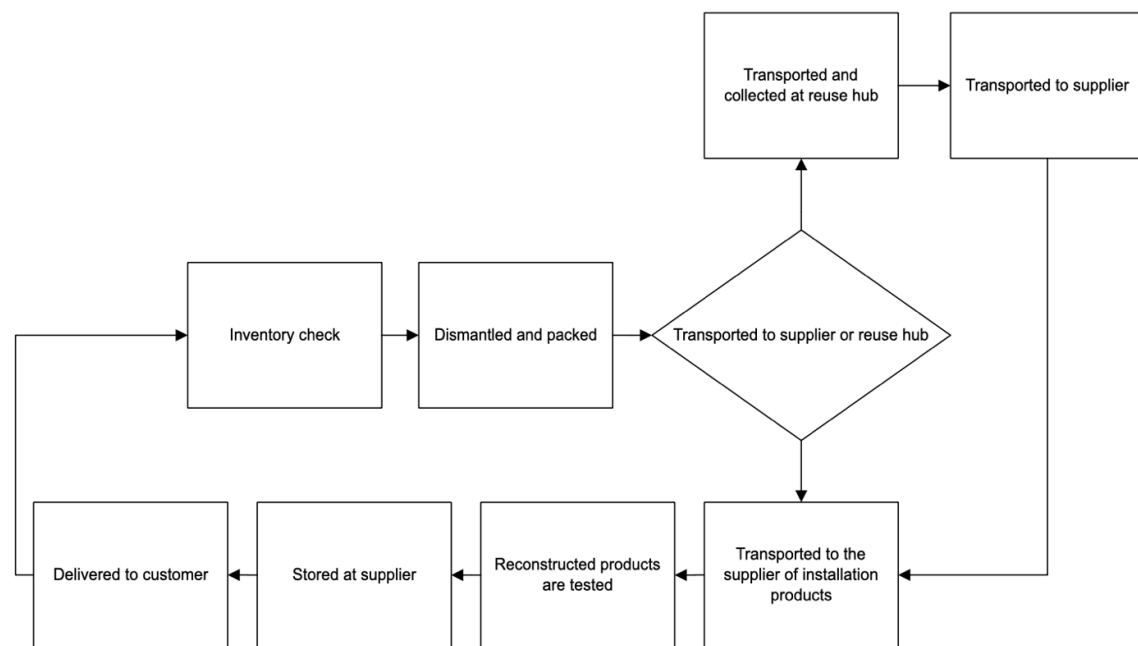 Transported and
collected at reuse hub
Transported to supplier
Inventory check
Dismantled and packed
Transported to supplier or reuse hub
Delivered to customer
Stored at supplier
Reconstructed products
are tested
Transported to the
supplier of installation
products